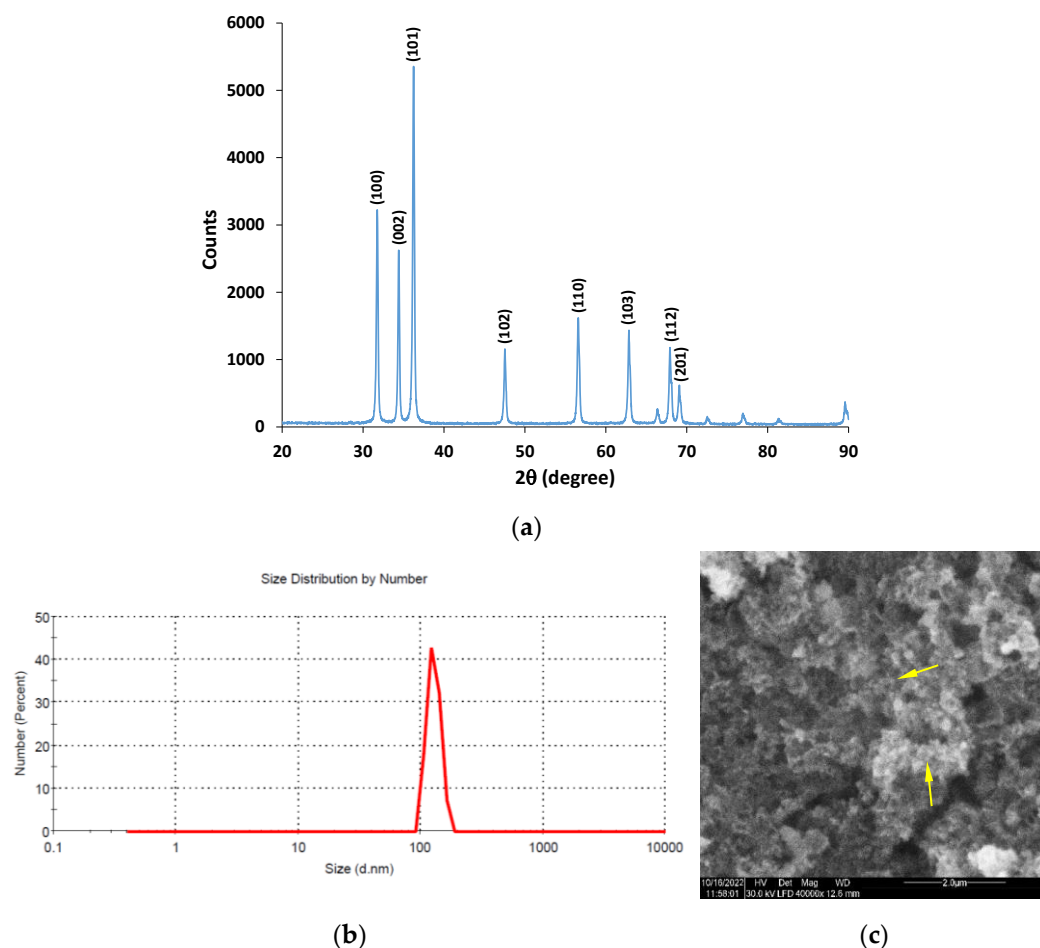 6000
5000
4000
3000
2000
1000
0
Counts
(100)
(002)
(101)
(102)
(110)
(103)
(112)
(201)
20 30 40 50 60 70 80 90
2θ (degree)
(a)
Size Distribution by Number
50
40
30
20
10
0
Number (Percent)
0.1 1 10 100 1000 10000
Size (d.nm)
(b)
10/16/2022 HV Det Mag WD 2.0μm
11:58:01 30.0 kV LFD 40000x 12.6 mm
(c)